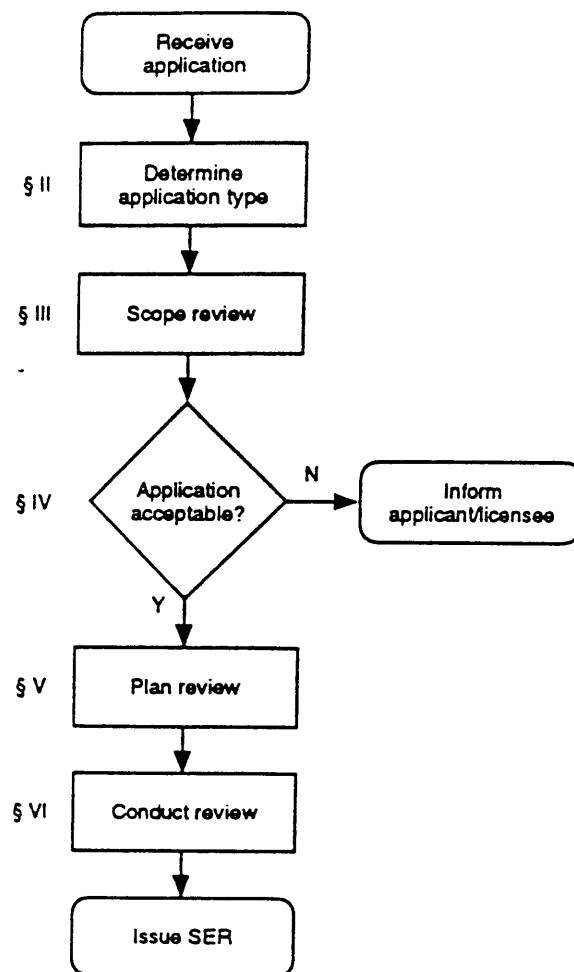 Receive
application
§ II
Determine
application type
§ III
Scope review
§ IV
Application
acceptable?
N
Inform
applicant/licensee
Y
§ V
Plan review
§ VI
Conduct review
Issue SER